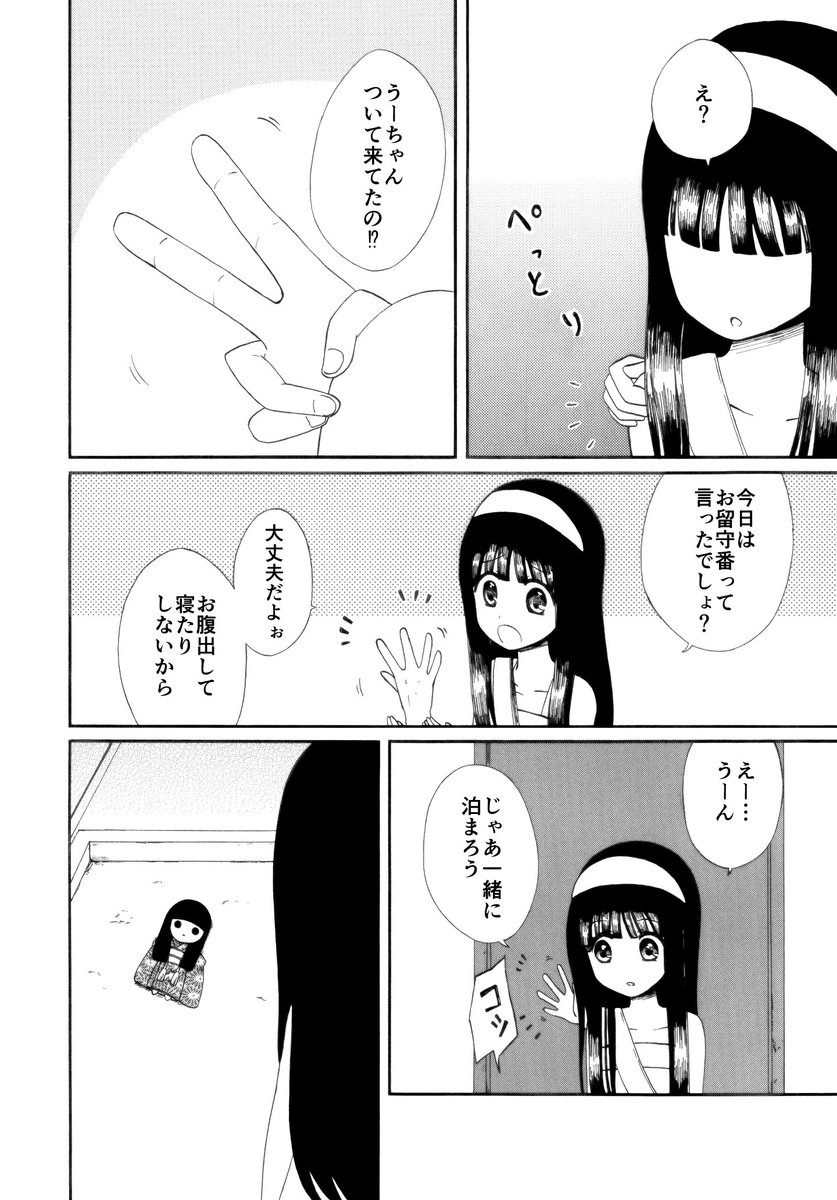 え?
ぺっとり
うーちゃん
ついて来てたの!?
今日は
お留守番って
言ったでしょ?
大丈夫だよぉ
お腹出して
寝たり
しないから
えー…
うーん
じゃあ一緒に
泊まろう
コッ